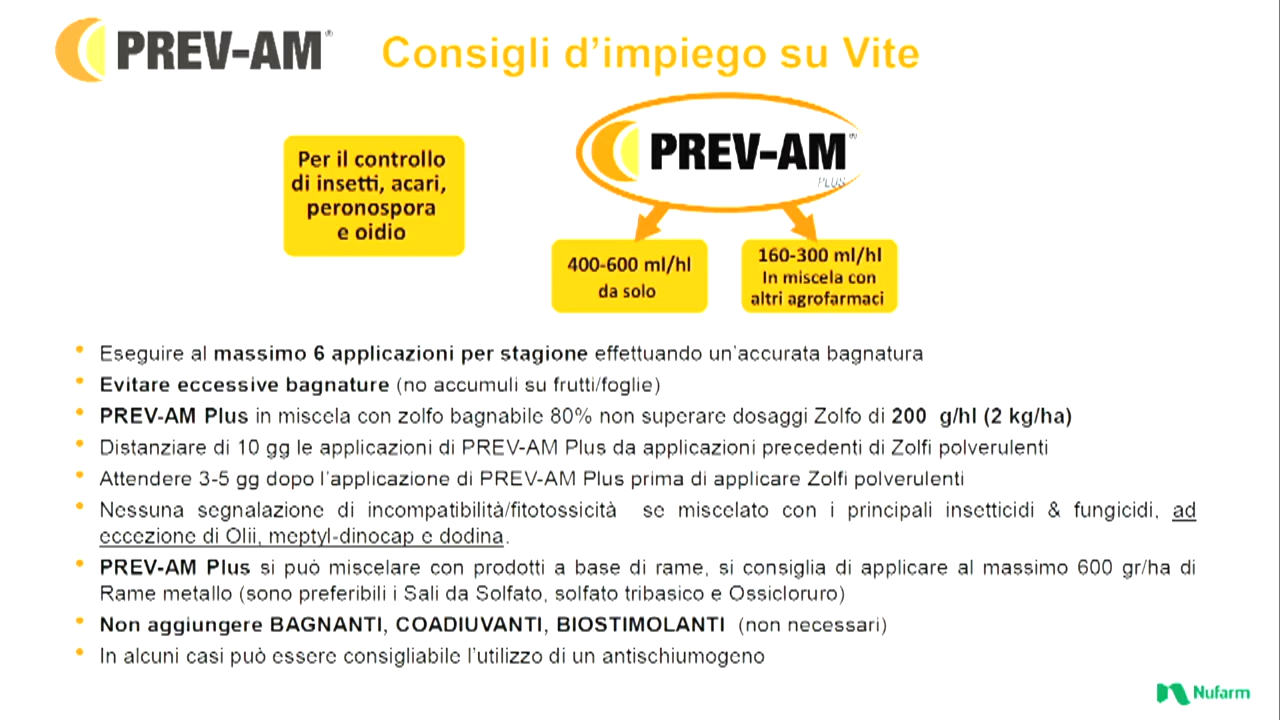 PREV-AM®
Consigli d'impiego su Vite
PREV-AM®
PLUS
Per il controllo
di insetti, acari,
peronospora
e oidio
400-600 ml/hl
da solo
160-300 ml/hl
In miscela con
altri agrofarmaci
• Eseguire al massimo 6 applicazioni per stagione effettuando un'accurata bagnatura
• Evitare eccessive bagnature (no accumuli su frutti/foglie)
• PREV-AM Plus in miscela con zolfo bagnabile 80% non superare dosaggi Zolfo di 200 g/hl (2 kg/ha)
• Distanziare di 10 gg le applicazioni di PREV-AM Plus da applicazioni precedenti di Zolfi polverulenti
• Attendere 3-5 gg dopo l'applicazione di PREV-AM Plus prima di applicare Zolfi polverulenti
• Nessuna segnalazione di incompatibilità/fitotossicità se miscelato con i principali insetticidi & fungicidi, ad
eccezione di Olii, meptyl-dinocap e dodina.
• PREV-AM Plus si può miscelare con prodotti a base di rame, si consiglia di applicare al massimo 600 gr/ha di
Rame metallo (sono preferibili i Sali da Solfato, solfato tribasico e Ossicloruro)
• Non aggiungere BAGNANTI, COADIUVANTI, BIOSTIMOLANTI (non necessari)
• In alcuni casi può essere consigliabile l'utilizzo di un antischiumogeno
Nufarm